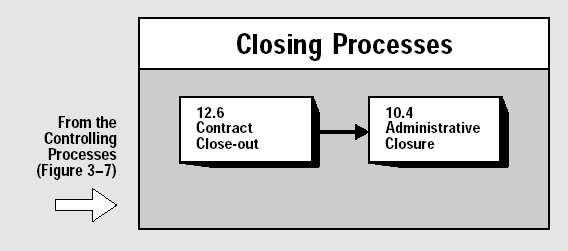 Closing Processes
From the
Controlling
Processes
(Figure 3–7)
12.6
Contract
Close-out
10.4
Administrative
Closure